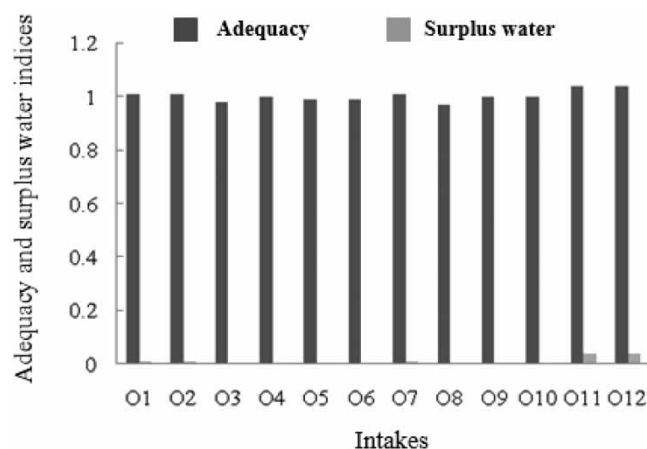 Adequacy Surplus water
Adequacy and surplus water indices
1.2
1
0.8
0.6
0.4
0.2
0
O1 O2 O3 O4 O5 O6 O7 O8 O9 O10 O11 O12
Intakes